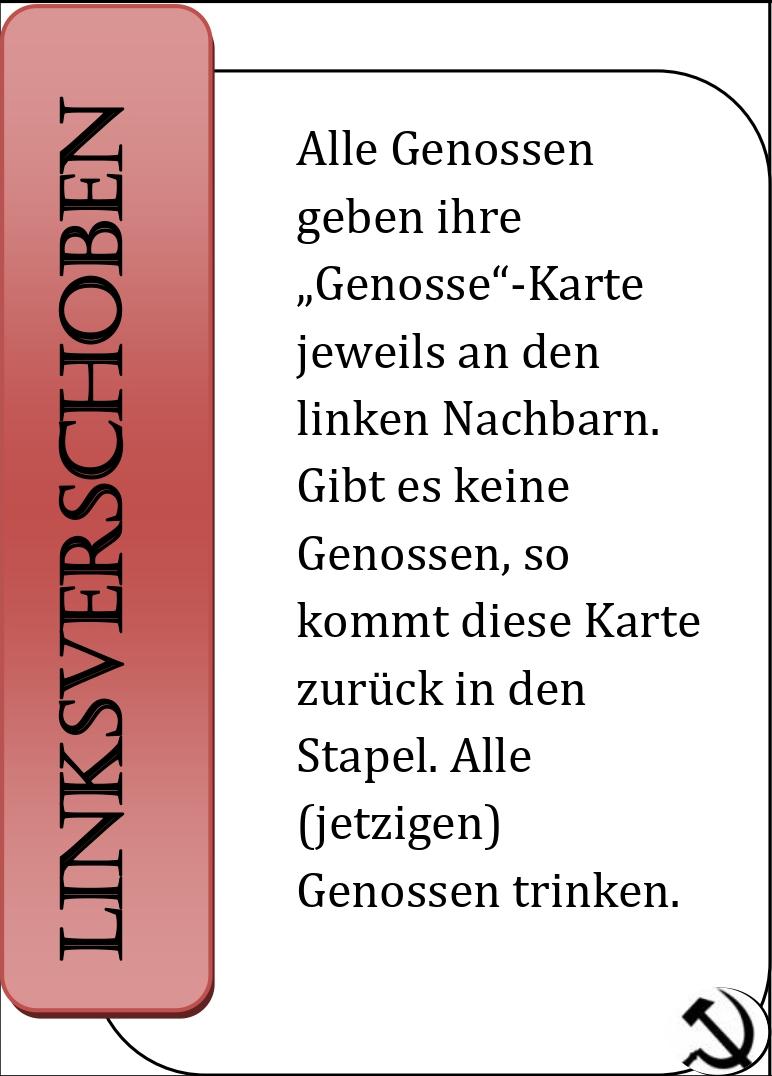 LINKSVERSCHOBEN
Alle Genossen
geben ihre
„Genosse“-Karte
jeweils an den
linken Nachbarn.
Gibt es keine
Genossen, so
kommt diese Karte
zurück in den
Stapel. Alle
(jetzigen)
Genossen trinken.